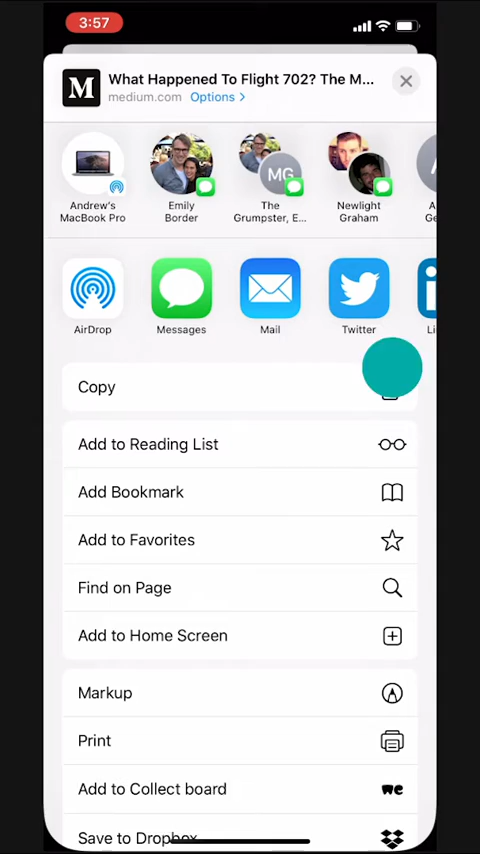 3:57
M
What Happened To Flight 702? The M...
medium.com Options >
MG
Andrew's
MacBook Pro
Emily
Border
The
Grumpster, E...
Newlight
Graham
A
Ge
AirDrop
Messages
Mail
Twitter
Li
Copy
Add to Reading List
Add Bookmark
Add to Favorites
Find on Page
Add to Home Screen
Markup
Print
Add to Collect board
we
Save to Dropbox